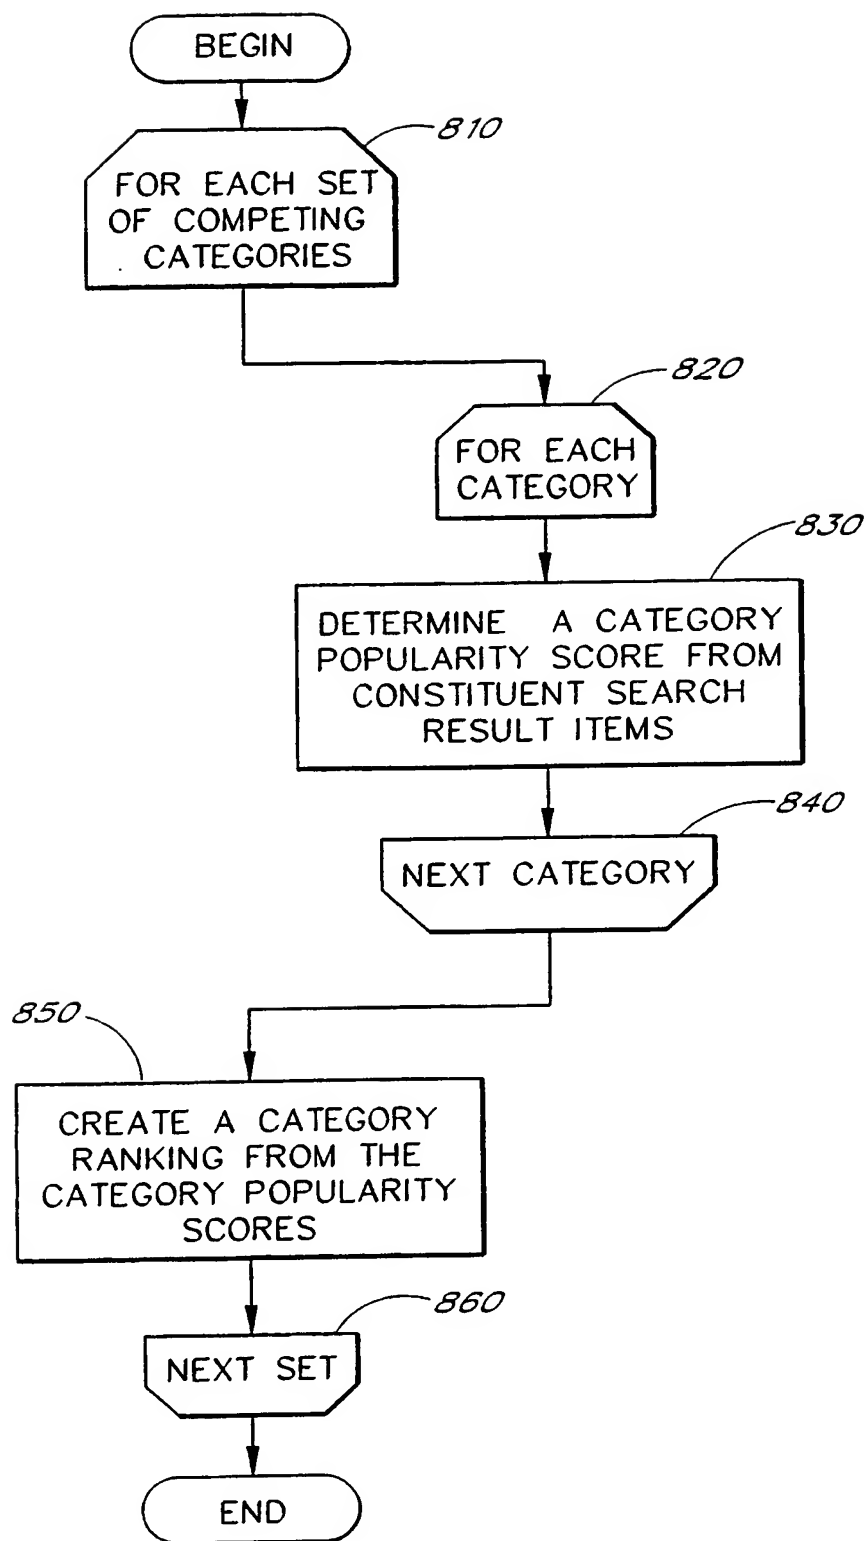 BEGIN
810
FOR EACH SET
OF COMPETING
CATEGORIES
820
FOR EACH
CATEGORY
830
DETERMINE A CATEGORY
POPULARITY SCORE FROM
CONSTITUENT SEARCH
RESULT ITEMS
840
NEXT CATEGORY
850
CREATE A CATEGORY
RANKING FROM THE
CATEGORY POPULARITY
SCORES
860
NEXT SET
END